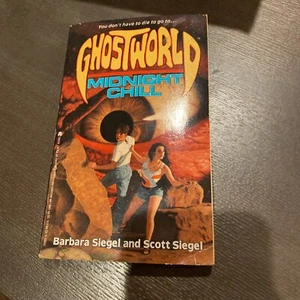 You don't have to die to go to...
GHOSTWORLD
MIDNIGHT
CHILL
Barbara Siegel and Scott Siegel